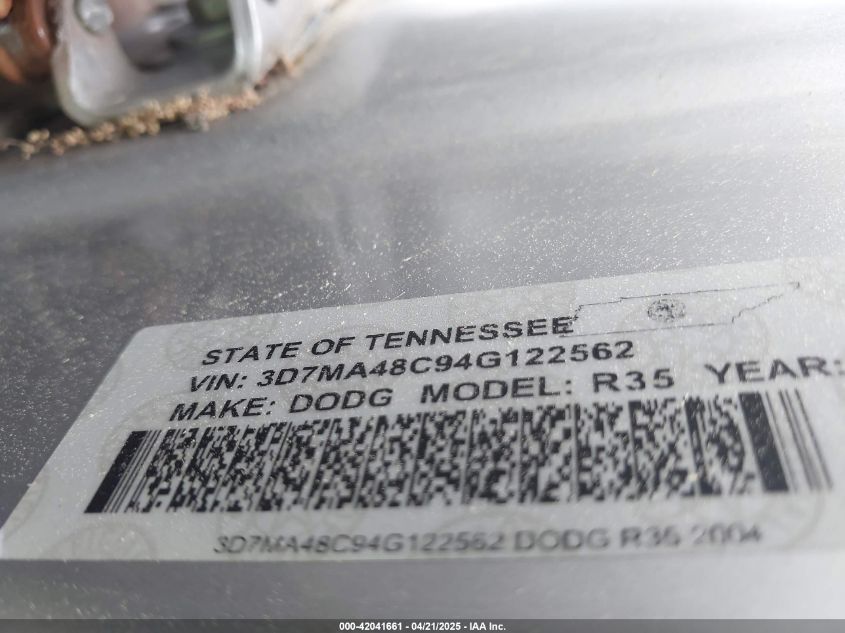 STATE OF TENNESSEE
VIN: 3D7MA48C94G122562
MAKE: DODG MODEL: R35 YEAR:
3D7MA48C94G122562 DODG R35 2004
000-42041661 - 04/21/2025 - IAA Inc.